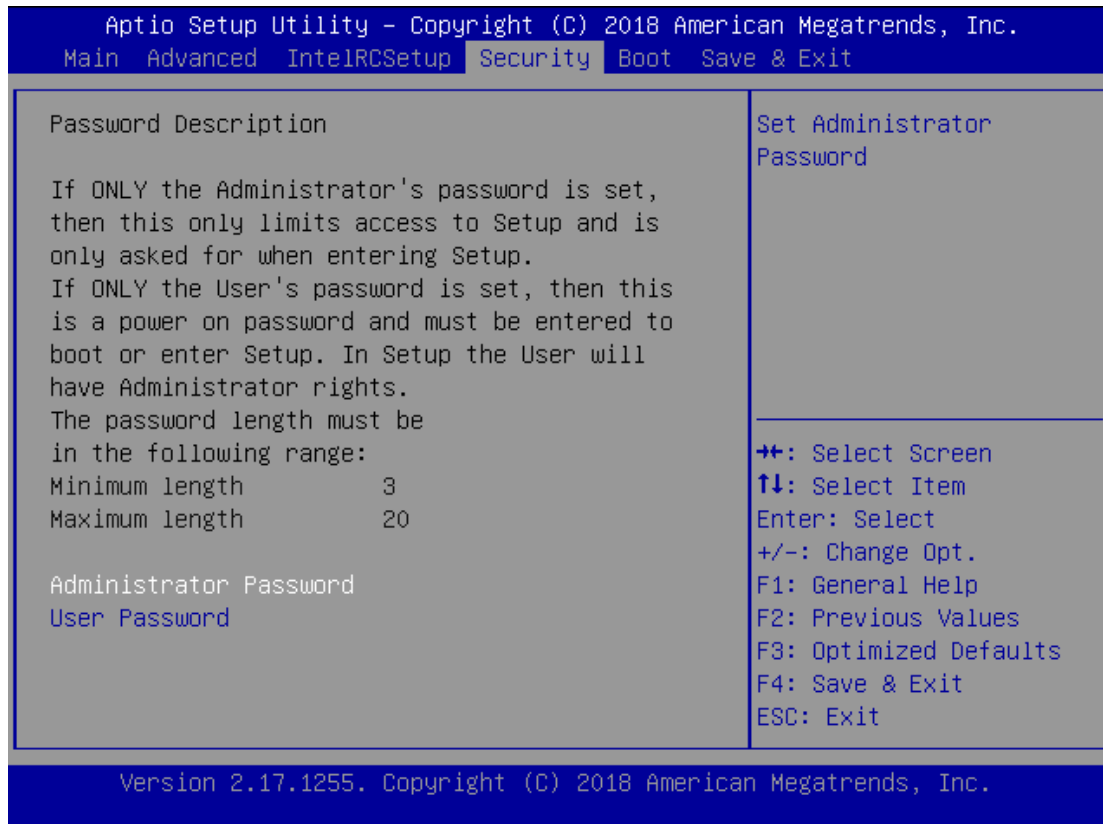 Aptio Setup Utility – Copyright (C) 2018 American Megatrends, Inc.
Main Advanced IntelRCSetup Security Boot Save & Exit
Password Description
If ONLY the Administrator's password is set,
then this only limits access to Setup and is
only asked for when entering Setup.
If ONLY the User's password is set, then this
is a power on password and must be entered to
boot or enter Setup. In Setup the User will
have Administrator rights.
The password length must be
in the following range:
Minimum length 3
Maximum length 20
Administrator Password
User Password
Set Administrator
Password
→←: Select Screen
↑↓: Select Item
Enter: Select
+/-: Change Opt.
F1: General Help
F2: Previous Values
F3: Optimized Defaults
F4: Save & Exit
ESC: Exit
Version 2.17.1255. Copyright (C) 2018 American Megatrends, Inc.